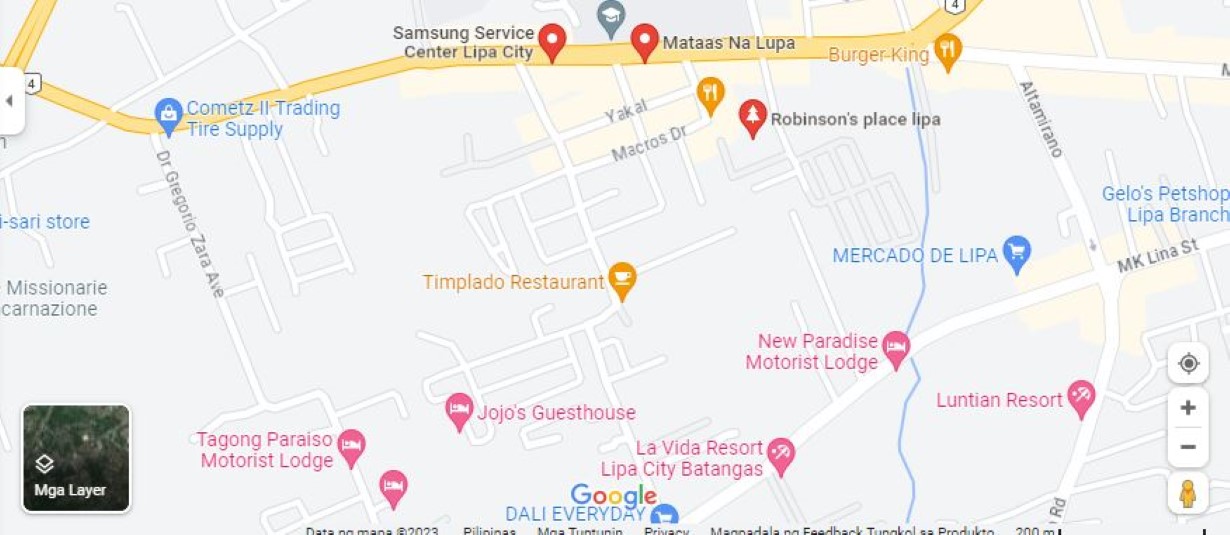 4
Samsung Service
Center Lipa City
Mataas Na Lupa
Burger King
4
Cometz II Trading
Tire Supply
Yakal
Macros Dr
Robinson's place lipa
Altamirano
Dr Gregorio Zara Ave
i-sari store
Gelo's Petshop
Lipa Branch
MERCADO DE LIPA
MK Lina St
Missionarie
carnazione
Timplado Restaurant
New Paradise
Motorist Lodge
Luntian Resort
Jojo's Guesthouse
Tagong Paraiso
Motorist Lodge
La Vida Resort
Lipa City Batangas
Mga Layer
Google
DALI EVERYDAY
Rd
Data ng mapa ©2023 Pilipinas Mga Tuntunin Privacy Magpadala ng Feedback Tungkol sa Produkto 200 m